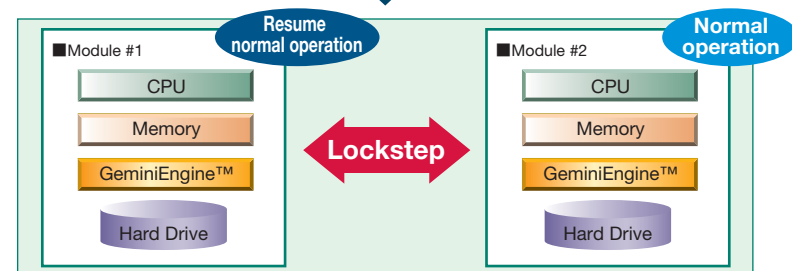 Resume
normal operation
Normal
operation
■Module #1
CPU
Memory
GeminiEngine™
Hard Drive
Lockstep
■Module #2
CPU
Memory
GeminiEngine™
Hard Drive